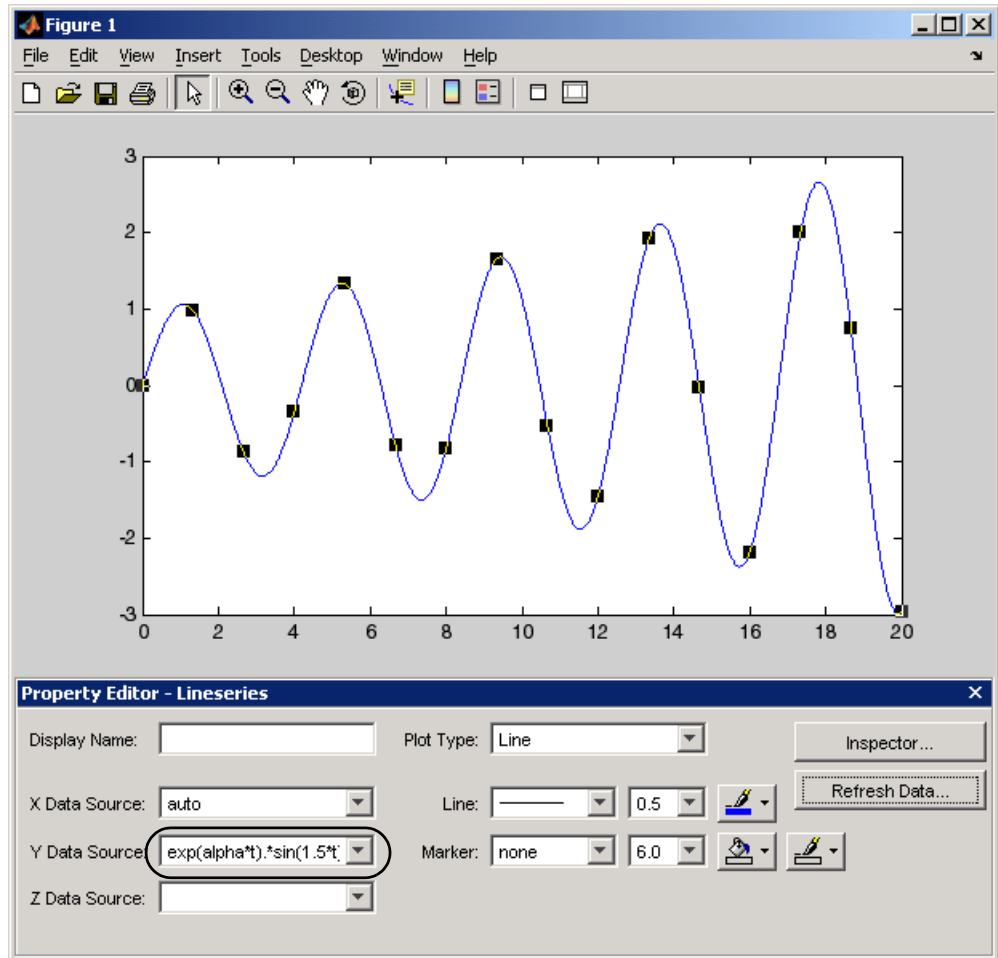 Figure 1
File Edit View Insert Tools Desktop Window Help
3
2
1
0
-1
-2
-3
0 2 4 6 8 10 12 14 16 18 20
Property Editor - Lineseries
Display Name: Plot Type: Line Inspector...
X Data Source: auto Line: 0.5 Refresh Data...
Y Data Source: exp(alpha*t).*sin(1.5*t) Marker: none 6.0
Z Data Source: